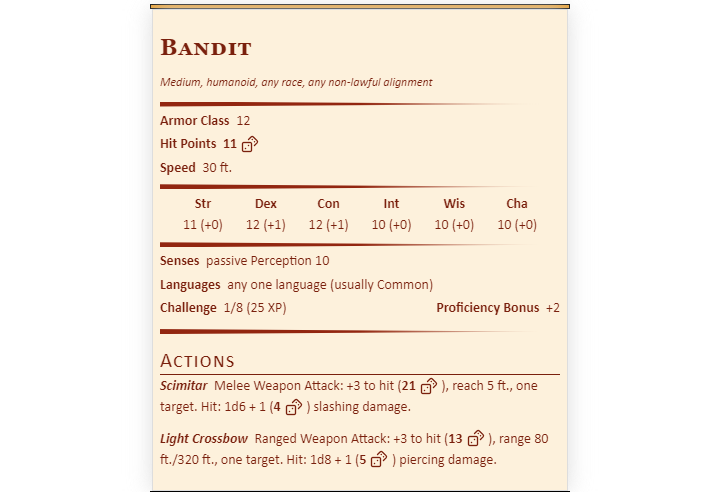 Bandit
Medium, humanoid, any race, any non-lawful alignment
Armor Class 12
Hit Points 11
Speed 30 ft.
Str Dex Con Int Wis Cha
11 (+0) 12 (+1) 12 (+1) 10 (+0) 10 (+0) 10 (+0)
Senses passive Perception 10
Languages any one language (usually Common)
Challenge 1/8 (25 XP) Proficiency Bonus +2
Actions
Scimitar Melee Weapon Attack: +3 to hit (21 ), reach 5 ft., one
target. Hit: 1d6 + 1 (4 ) slashing damage.
Light Crossbow Ranged Weapon Attack: +3 to hit (13 ), range 80
ft./320 ft., one target. Hit: 1d8 + 1 (5 ) piercing damage.